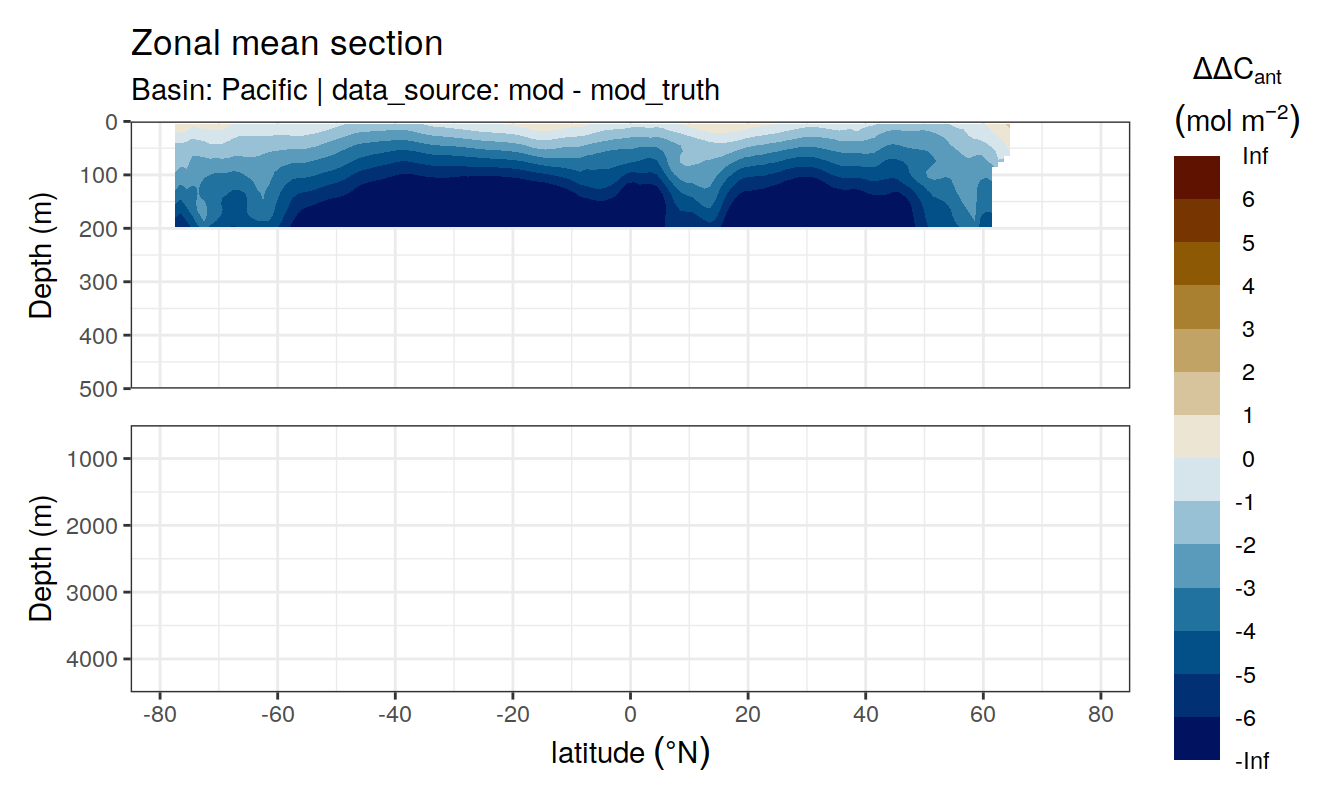 Zonal mean section
Basin: Pacific | data_source: mod - mod_truth
ΔΔCant
(mol m⁻²)
Inf
6
5
4
3
2
1
0
-1
-2
-3
-4
-5
-6
-Inf
Depth (m)
0
100
200
300
400
500
Depth (m)
1000
2000
3000
4000
-80 -60 -40 -20 0 20 40 60 80
latitude (°N)